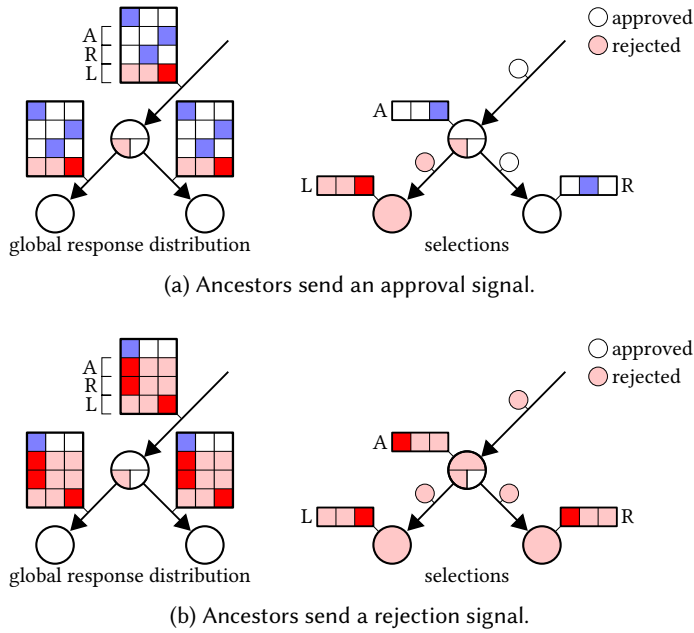 approved
rejected
A
R
L
A
L
R
global response distribution
selections
(a) Ancestors send an approval signal.
approved
rejected
A
R
L
A
L
R
global response distribution
selections
(b) Ancestors send a rejection signal.